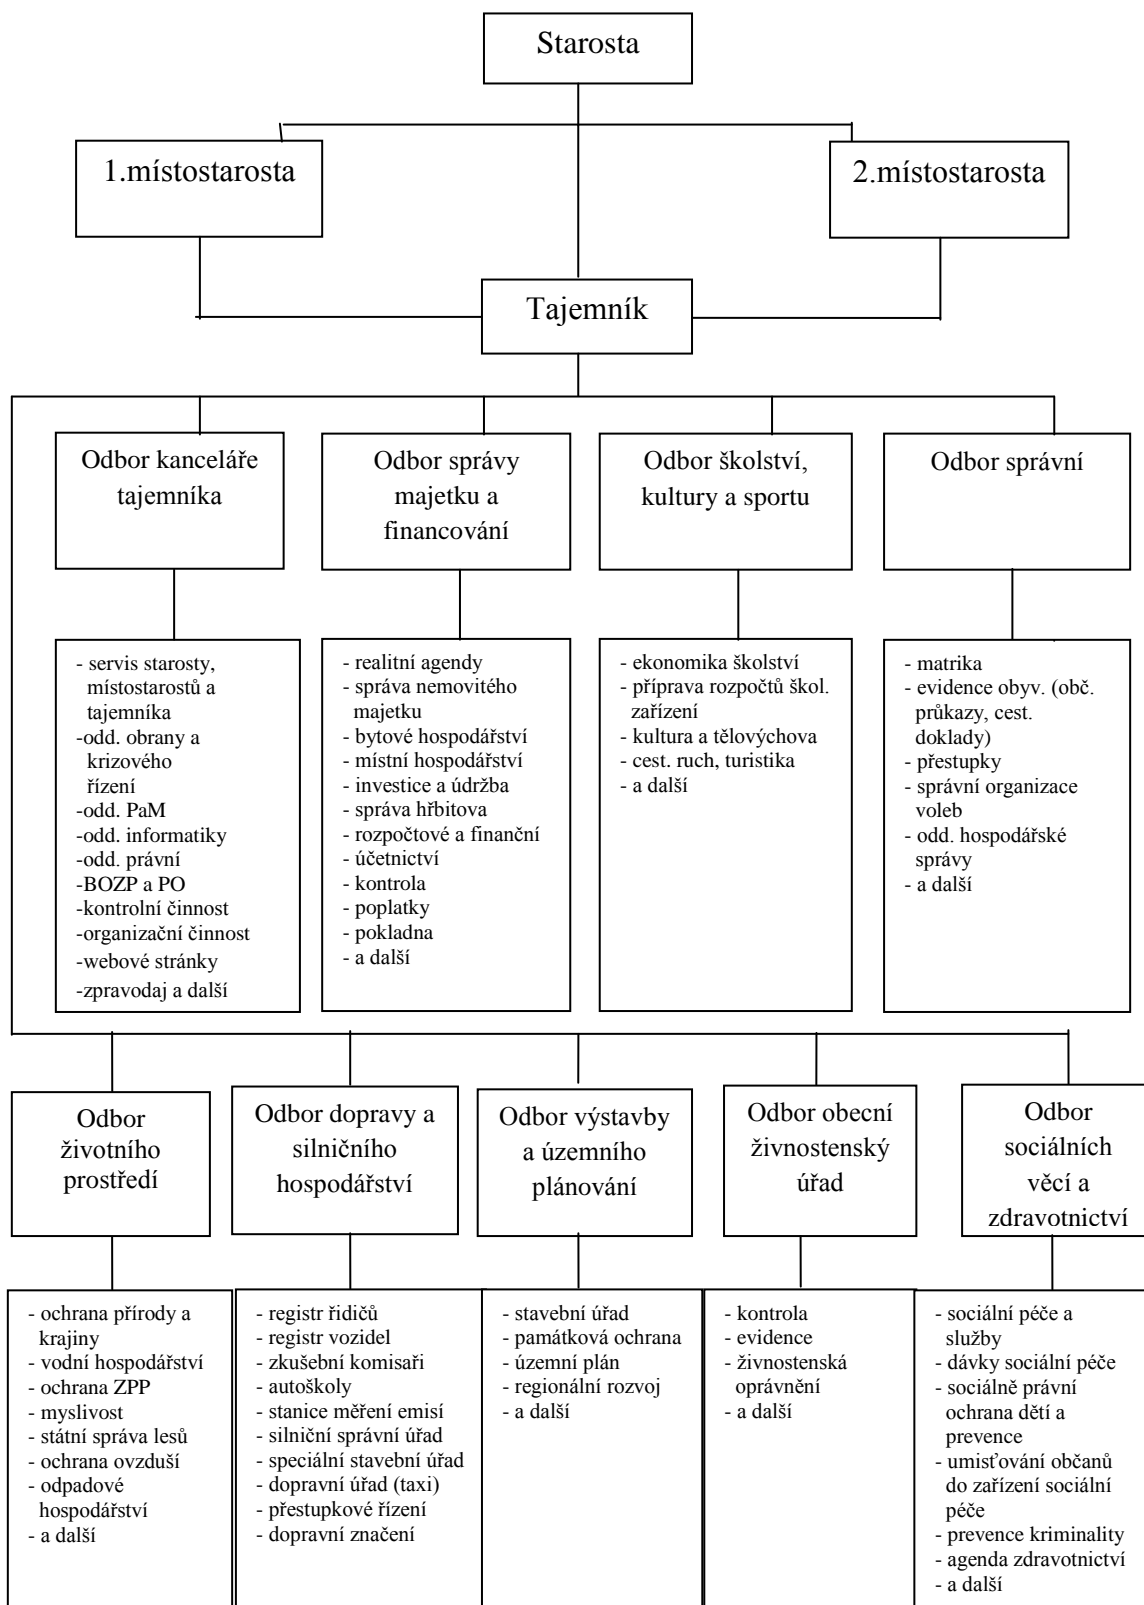 Starosta
1.místostarosta
2.místostarosta
Tajemník
Odbor kanceláře
tajemníka
Odbor správy
majetku a
financování
Odbor školství,
kultury a sportu
Odbor správní
- servis starosty,
místostarostů a
tajemníka
-odd. obrany a
krizového
řízení
-odd. PaM
-odd. informatiky
-odd. právní
-BOZP a PO
-kontrolní činnost
-organizační činnost
-webové stránky
-zpravodaj a další
- realitní agendy
- správa nemovitého
majetku
- bytové hospodářství
- místní hospodářství
- investice a údržba
- správa hřbitova
- rozpočtové a finanční
- účetnictví
- kontrola
- poplatky
- pokladna
- a další
- ekonomika školství
- příprava rozpočtů škol.
zařízení
- kultura a tělovýchova
- cest. ruch, turistika
- a další
- matrika
- evidence obyv. (obč.
průkazy, cest.
doklady)
- přestupky
- správní organizace
voleb
- odd. hospodářské
správy
- a další
Odbor
životního
prostředí
Odbor dopravy a
silničního
hospodářství
Odbor výstavby
a územního
plánování
Odbor obecní
živnostenský
úřad
Odbor
sociálních
věcí a
zdravotnictví
- ochrana přírody a
krajiny
- vodní hospodářství
- ochrana ZPP
- myslivost
- státní správa lesů
- ochrana ovzduší
- odpadové
hospodářství
- a další
- registr řidičů
- registr vozidel
- zkušební komisaři
- autoškoly
- stanice měření emisí
- silniční správní úřad
- speciální stavební úřad
- dopravní úřad (taxi)
- přestupkové řízení
- dopravní značení
- stavební úřad
- památková ochrana
- územní plán
- regionální rozvoj
- a další
- kontrola
- evidence
- živnostenská
oprávnění
- a další
- sociální péče a
služby
- dávky sociální péče
- sociálně právní
ochrana dětí a
prevence
- umisťování občanů
do zařízení sociální
péče
- prevence kriminality
- agenda zdravotnictví
- a další